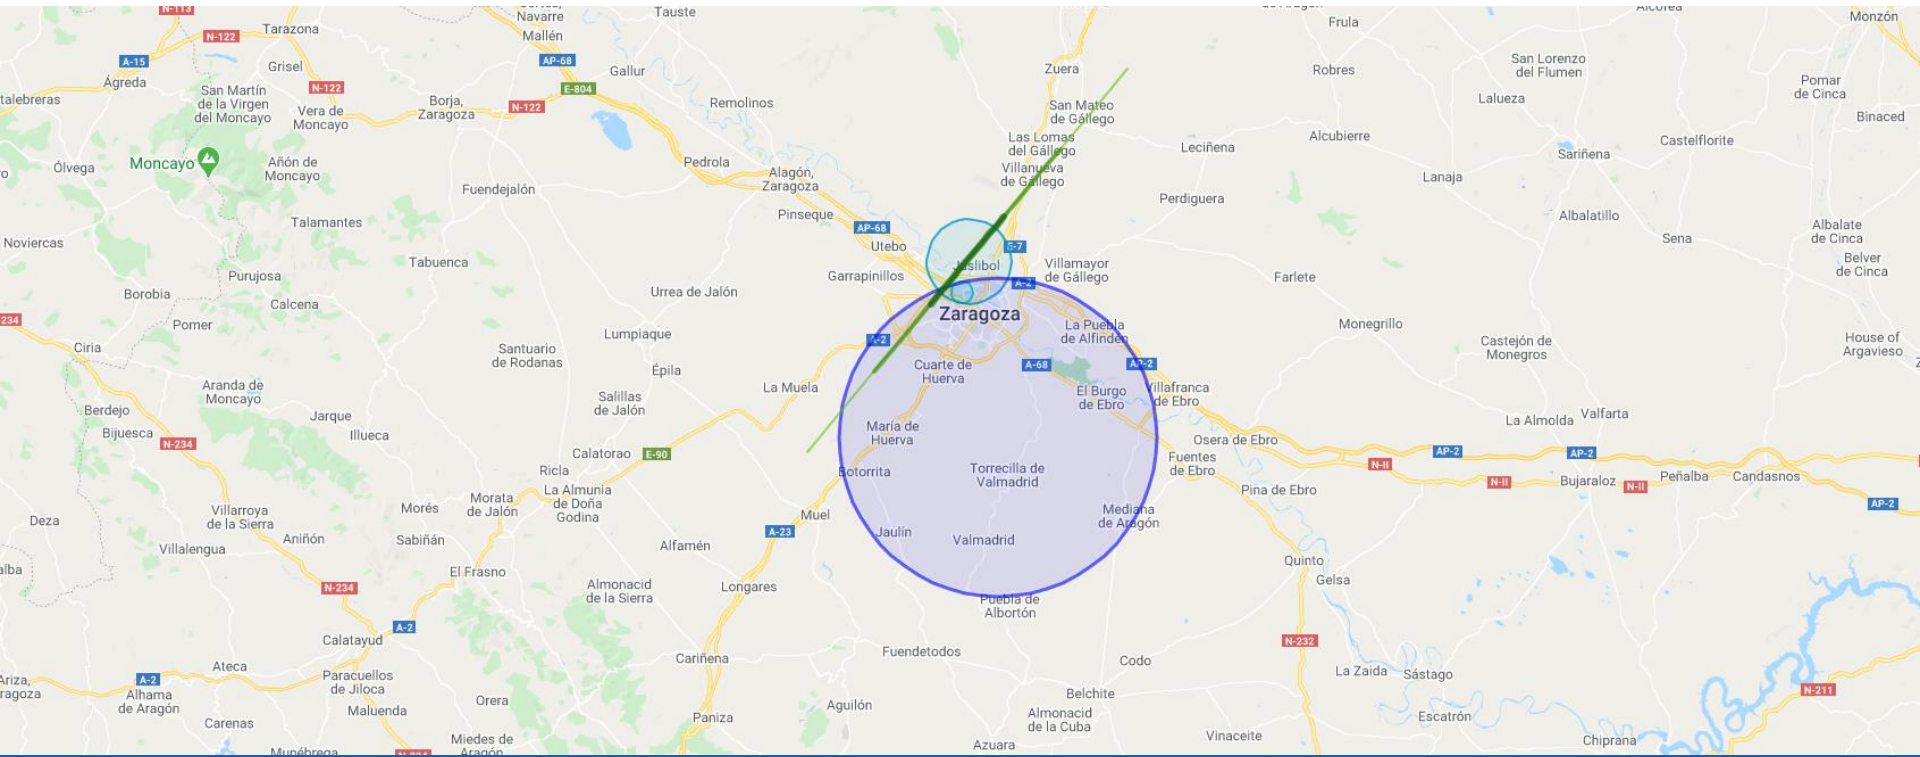 N-113
Navarre
Mallén
Tauste
Frula
Monzón
N-122
Tarazona
A-15
Grisel
AP-68
Gallur
Zuera
Robres
San Lorenzo
del Flumen
Pomar
de Cinca
Ágreda
N-122
E-804
talebreras
San Martín
de la Virgen
del Moncayo
Vera de
Moncayo
Borja,
Zaragoza
N-122
Remolinos
San Mateo
de Gállego
Lalueza
Binaced
Las Lomas
del Gállego
Alcubierre
Castelflorite
Leciñena
Sariñena
Moncayo
Ólvega
Añón de
Moncayo
Pedrola
Alagón,
Zaragoza
Villanueva
de Gállego
Lanaja
Fuendejalón
Perdiguera
Talamantes
Pinseque
AP-68
Albalatillo
Albalate
de Cinca
Noviercas
Utebo
E-7
Sena
Tabuenca
Juslibol
Villamayor
de Gállego
Belver
de Cinca
Purujosa
Garrapinillos
A-2
Farlete
Borobia
Calcena
Urrea de Jalón
Zaragoza
234
Pomer
Lumpiaque
La Puebla
de Alfindén
Monegrillo
House of
Argavieso
Ciria
Santuario
de Rodanas
A-2
Castejón de
Monegros
Épila
Cuarte de
Huerva
A-68
AP-2
Aranda de
Moncayo
La Muela
El Burgo
de Ebro
Villafranca
de Ebro
Berdejo
Jarque
Salillas
de Jalón
La Almolda
Valfarta
Bijuesca
Illueca
María de
Huerva
N-234
Calatorao
E-90
Osera de Ebro
AP-2
AP-2
Ricla
Botorrita
Torrecilla de
Valmadrid
Fuentes
de Ebro
N-II
N-II
Bujaraloz
N-II
Peñalba
Candasnos
La Almunia
de Doña
Godina
Pina de Ebro
Morata
de Jalón
AP-2
Morés
Villarroya
de la Sierra
Muel
Mediana
de Aragón
Deza
A-23
Jaulín
Valmadrid
Aniñón
Sabiñán
Alfamén
Villalengua
Quinto
alba
El Frasno
Gelsa
N-234
Almonacid
de la Sierra
Longares
Puebla de
Albortón
A-2
Calatayud
N-232
Fuendetodos
Cariñena
Codo
Ateca
La Zaida
Sástago
Ariza,
ragoza
A-2
Paracuellos
de Jiloca
Alhama
de Aragón
Belchite
N-211
Orera
Maluenda
Aguilón
Carenas
Paniza
Almonacid
de la Cuba
Escatrón
Miedes de
Aragón
Vinaceite
Chiprana
Munébrega
Azuara